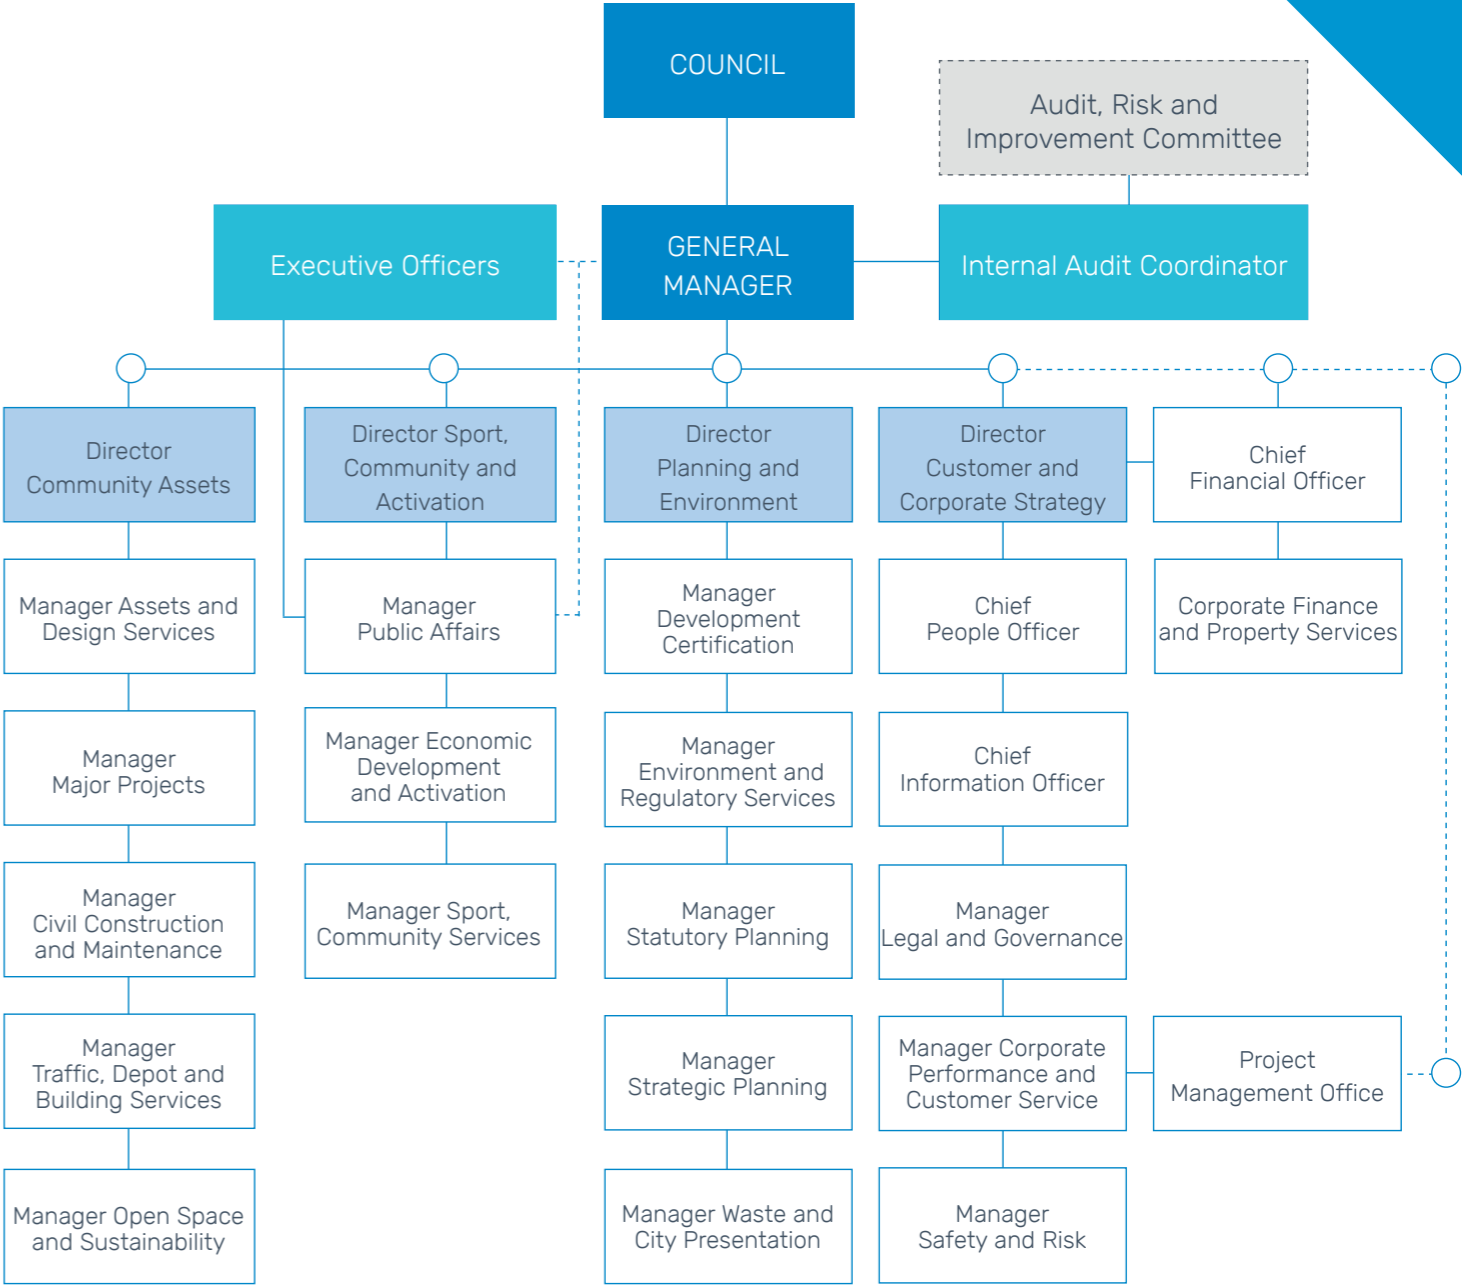 COUNCIL
Audit, Risk and
Improvement Committee
Executive Officers
GENERAL
MANAGER
Internal Audit Coordinator
Director
Community Assets
Director Sport,
Community and
Activation
Director
Planning and
Environment
Director
Customer and
Corporate Strategy
Chief
Financial Officer
Manager Assets and
Design Services
Manager
Public Affairs
Manager
Development
Certification
Chief
People Officer
Corporate Finance
and Property Services
Manager
Major Projects
Manager Economic
Development
and Activation
Manager
Environment and
Regulatory Services
Chief
Information Officer
Manager
Civil Construction
and Maintenance
Manager Sport,
Community Services
Manager
Statutory Planning
Manager
Legal and Governance
Manager
Traffic, Depot and
Building Services
Manager
Strategic Planning
Manager Corporate
Performance and
Customer Service
Project
Management Office
Manager Open Space
and Sustainability
Manager Waste and
City Presentation
Manager
Safety and Risk